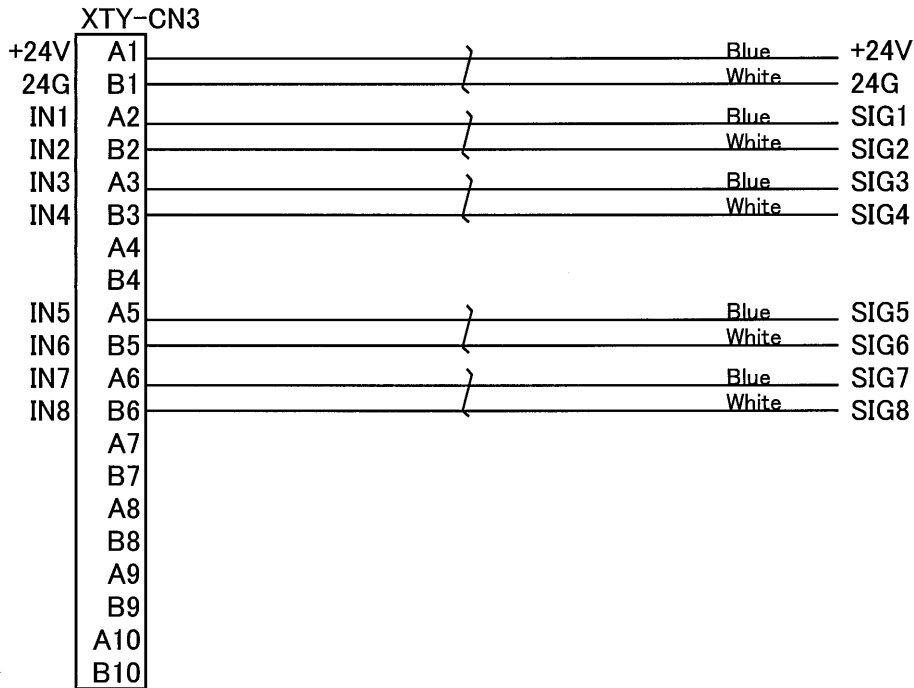 XTY-CN3
+24V A1 Blue +24V
24G B1 White 24G
IN1 A2 Blue SIG1
IN2 B2 White SIG2
IN3 A3 Blue SIG3
IN4 B3 White SIG4
A4
B4
IN5 A5 Blue SIG5
IN6 B5 White SIG6
IN7 A6 Blue SIG7
IN8 B6 White SIG8
A7
B7
A8
B8
A9
B9
A10
B10